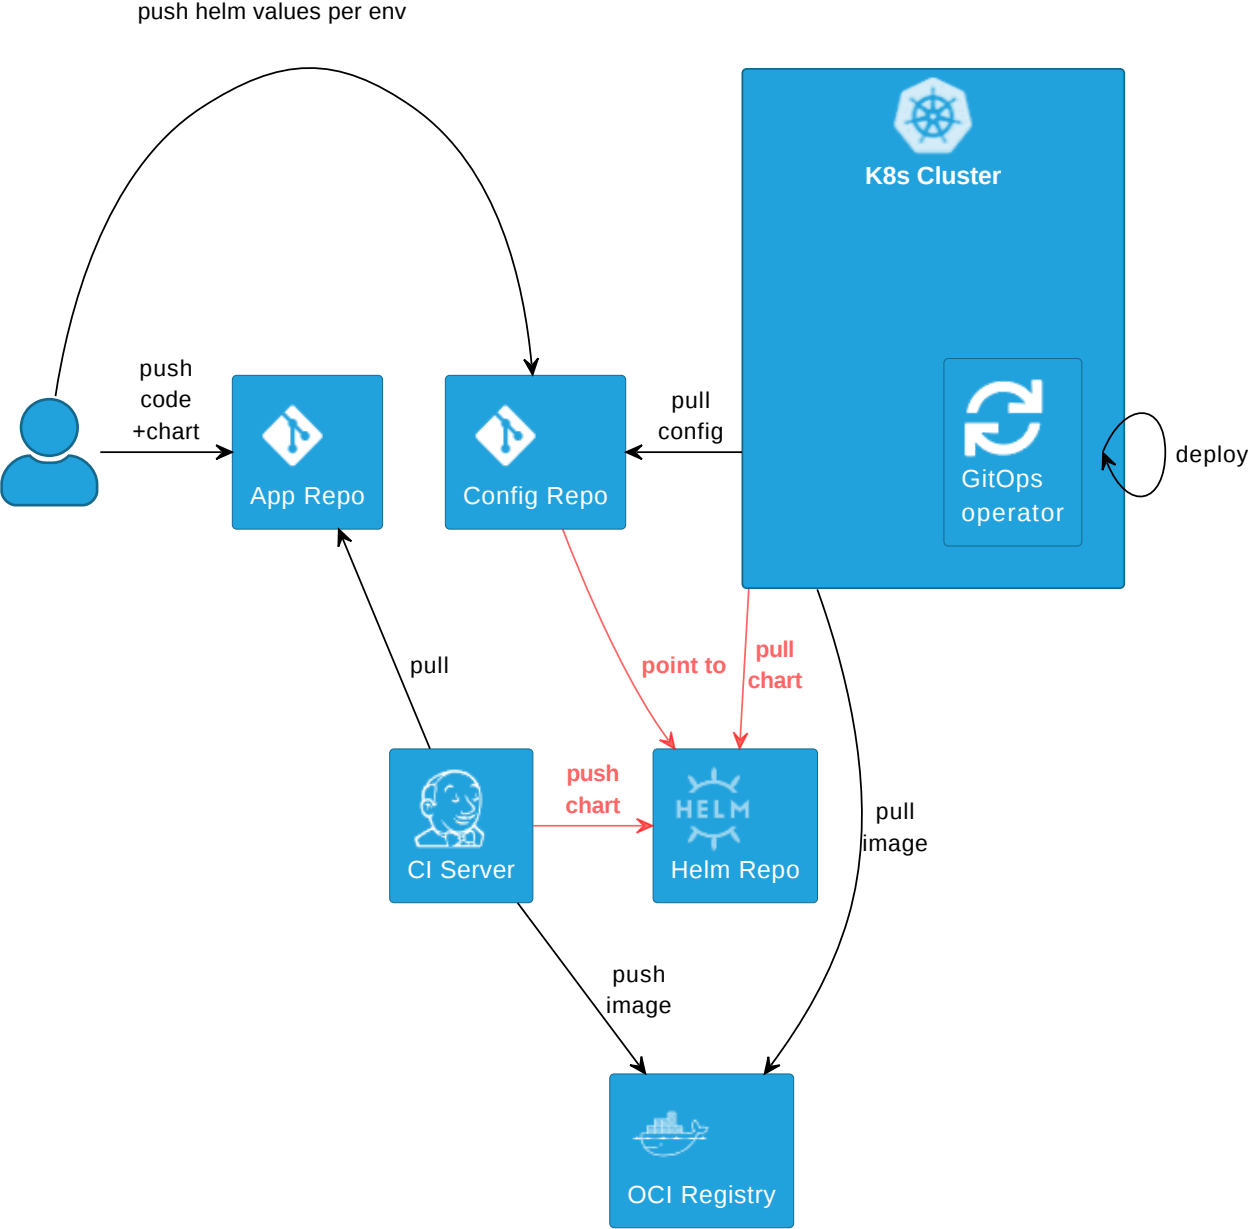 push helm values per env
K8s Cluster
push
code
+chart
App Repo
Config Repo
pull
config
GitOps
operator
deploy
pull
point to
pull
chart
CI Server
push
chart
HELM
Helm Repo
pull
image
push
image
OCI Registry